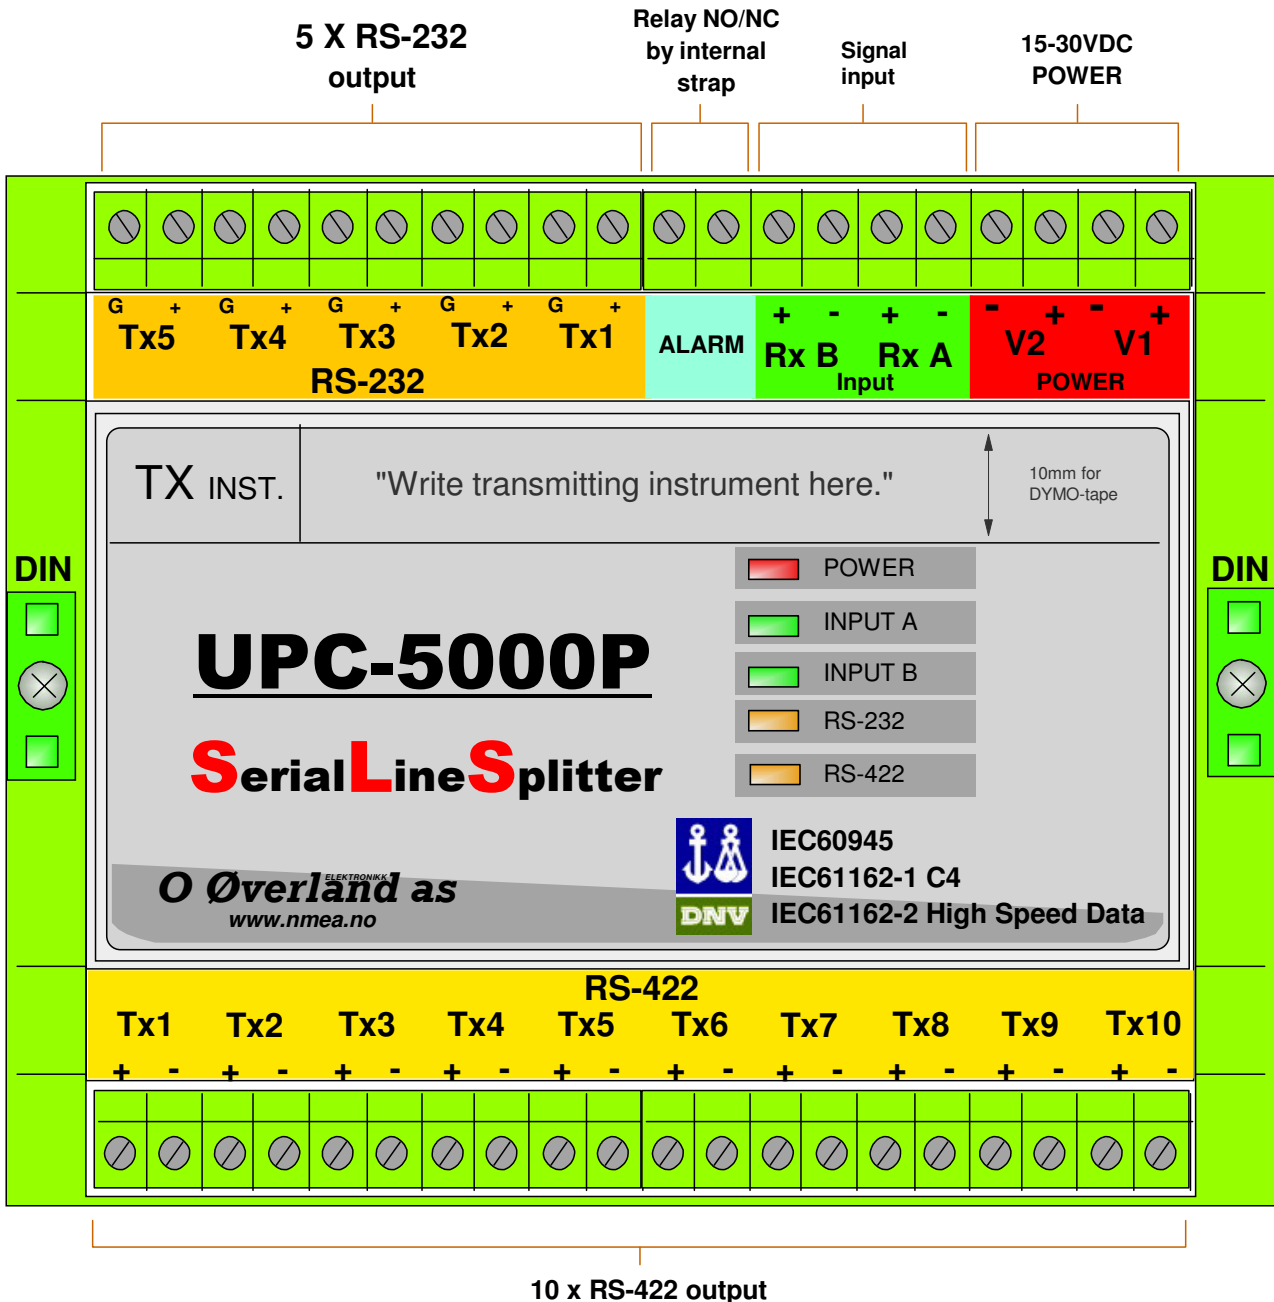 5 X RS-232
output
Relay NO/NC
by internal
strap
Signal
input
15-30VDC
POWER
G + G + G + G + G +
Tx5 Tx4 Tx3 Tx2 Tx1
RS-232
ALARM
+ - + -
Rx B Rx A
Input
- + - +
V2 V1
POWER
TX INST.
"Write transmitting instrument here."
10mm for
DYMO-tape
DIN
DIN
POWER
INPUT A
INPUT B
RS-232
RS-422
UPC-5000P
SerialLineSplitter
ELEKTRONIKK
O Øverland as
www.nmea.no
DNV
IEC60945
IEC61162-1 C4
IEC61162-2 High Speed Data
RS-422
Tx1 Tx2 Tx3 Tx4 Tx5 Tx6 Tx7 Tx8 Tx9 Tx10
+ - + - + - + - + - + - + - + - + - + -
10 x RS-422 output